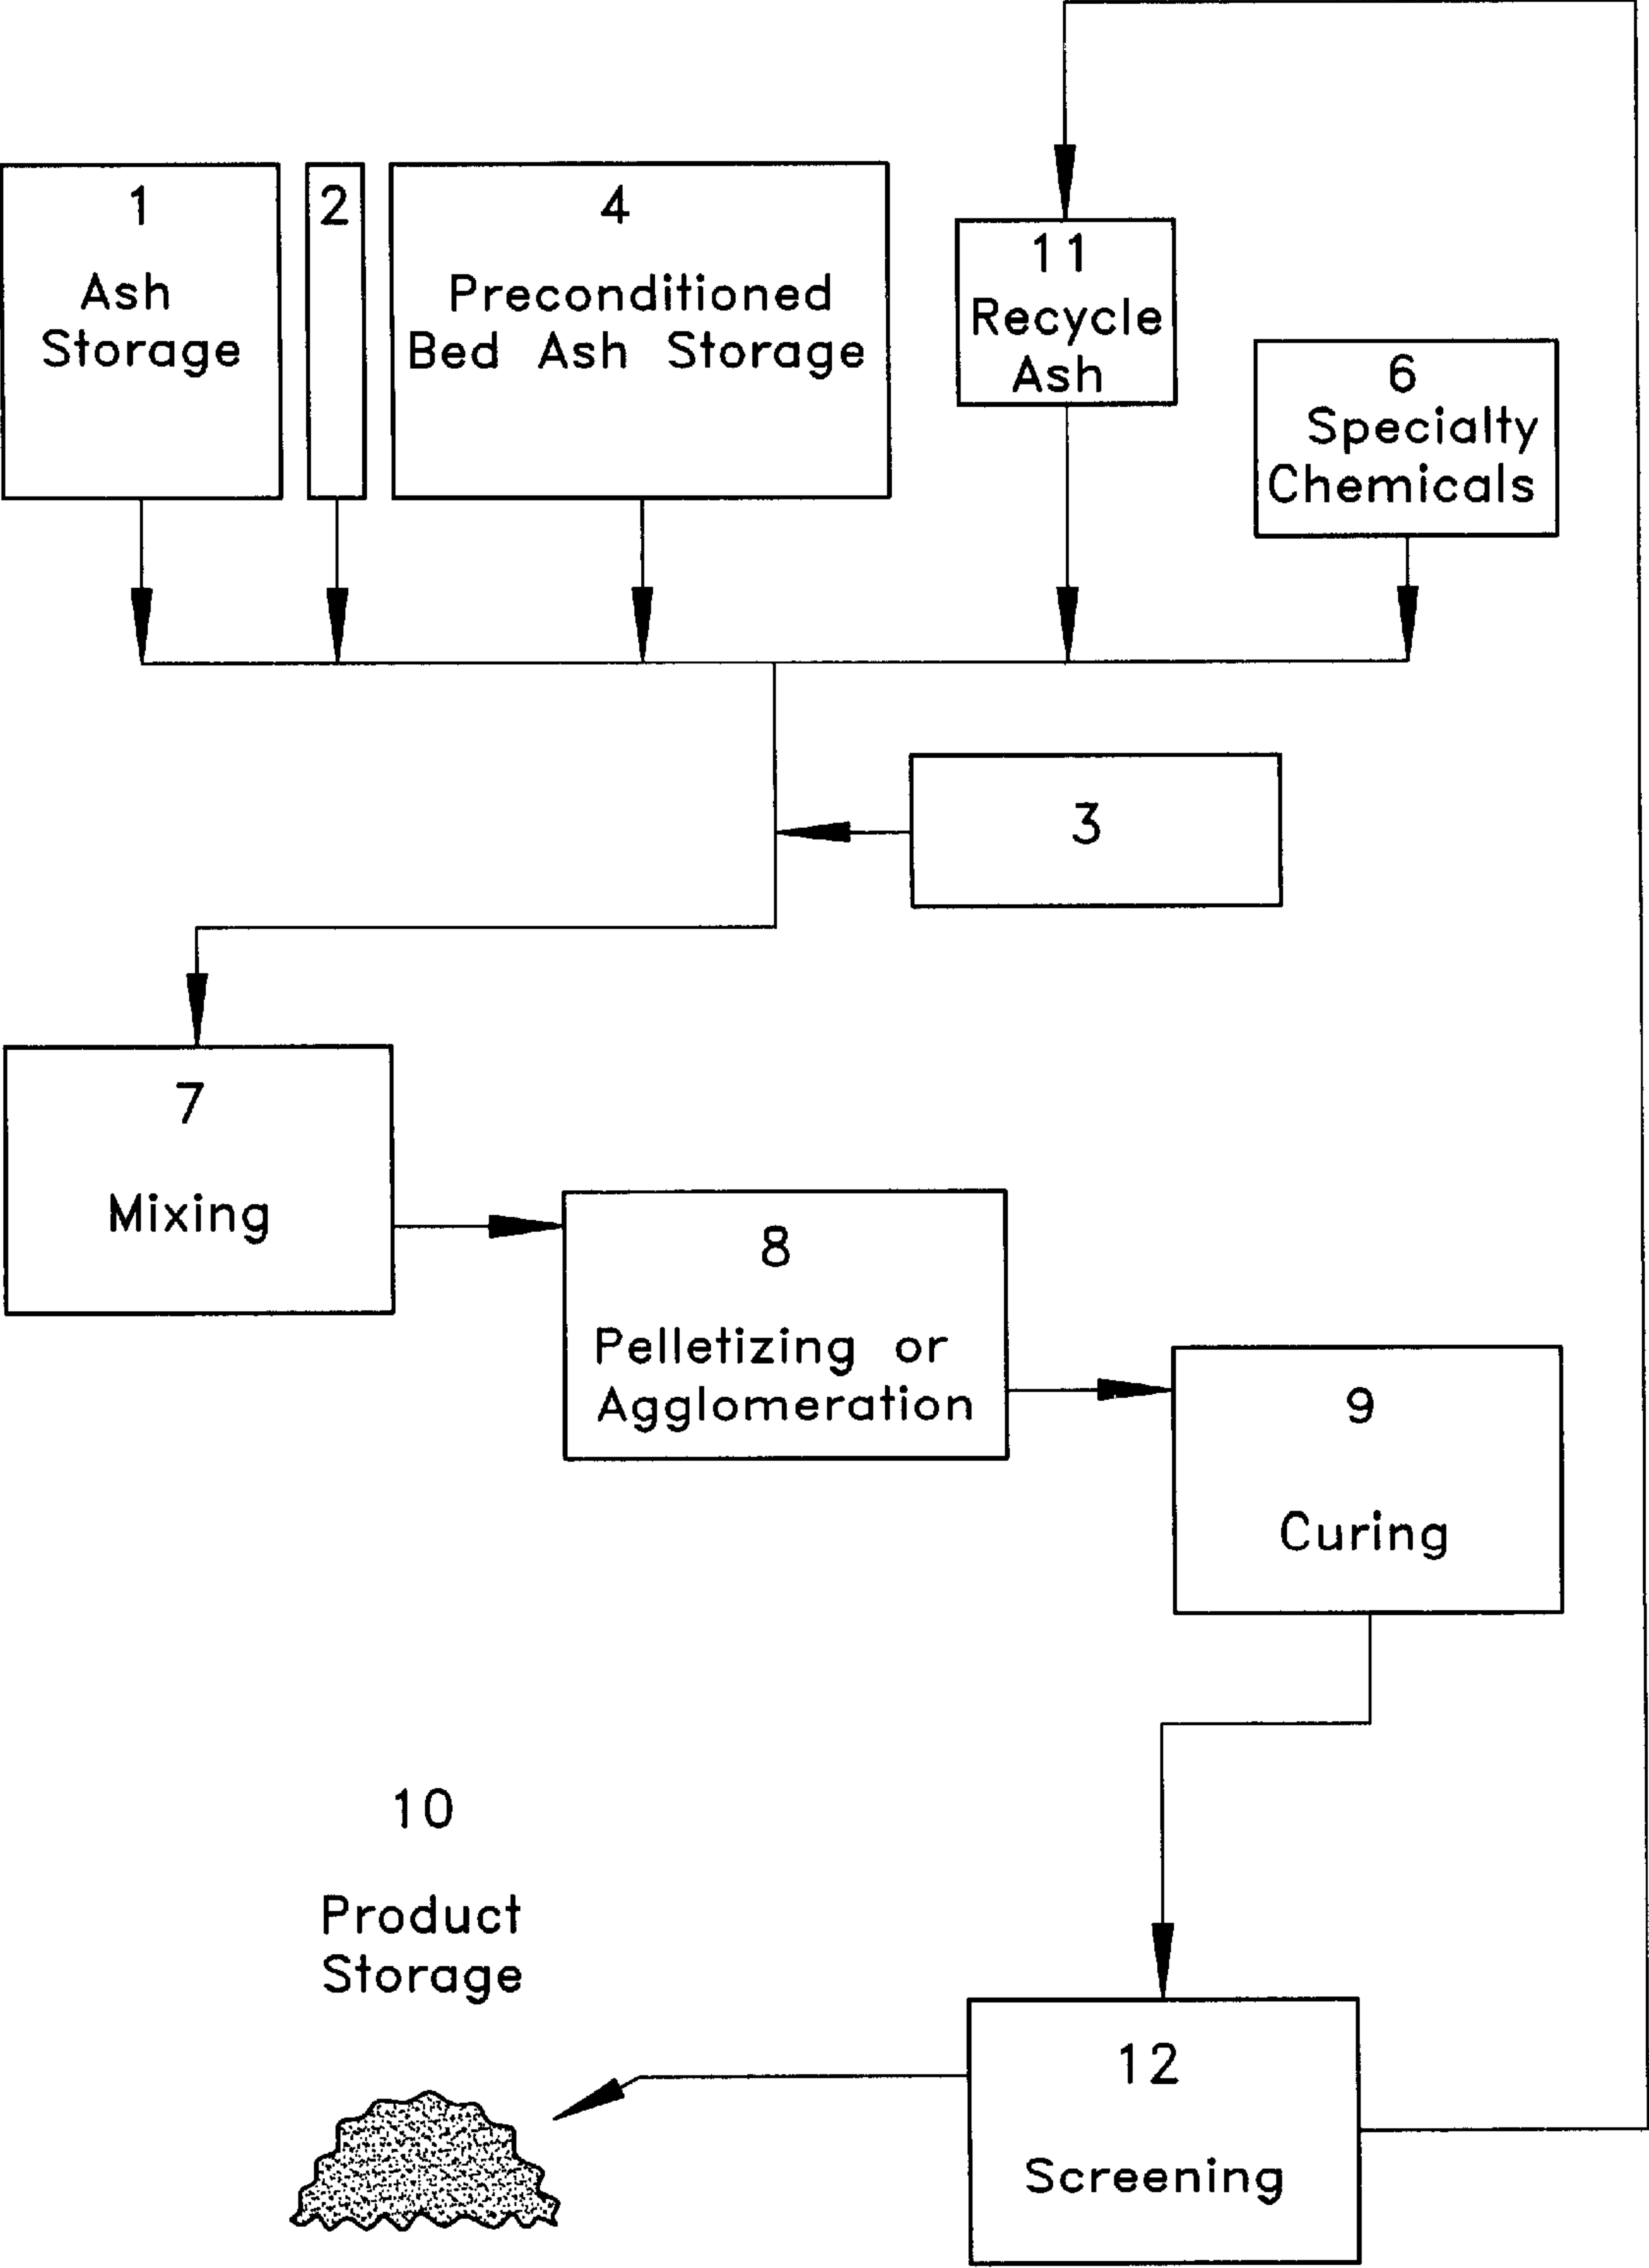 1
Ash
Storage
2
4
Preconditioned
Bed Ash Storage
11
Recycle
Ash
6
Specialty
Chemicals
3
7
Mixing
8
Pelletizing or
Agglomeration
9
Curing
10
Product
Storage
12
Screening